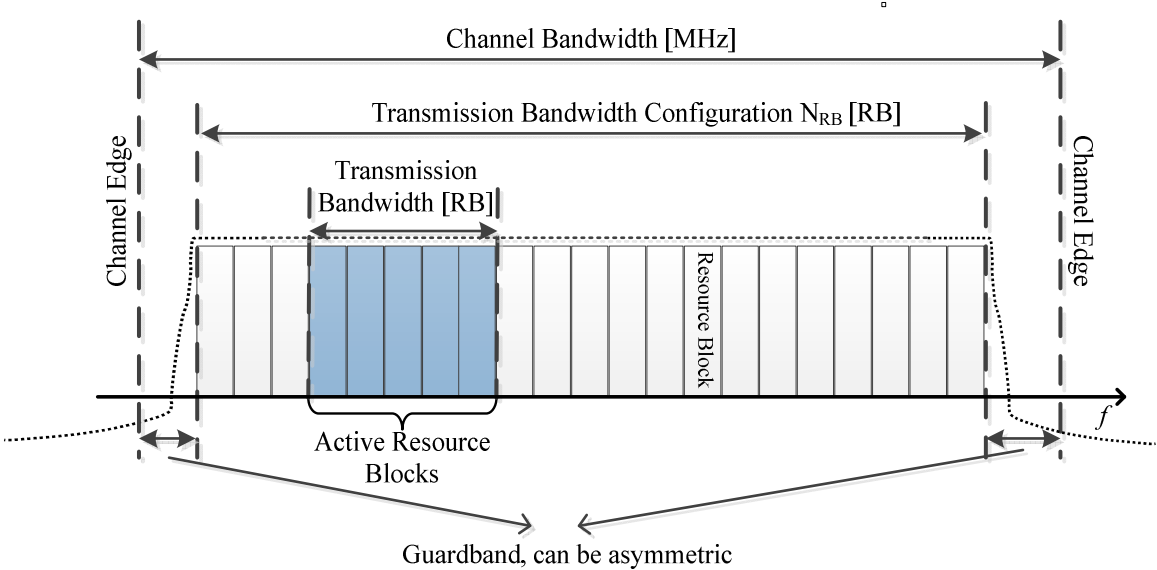 Channel Bandwidth [MHz]
Transmission Bandwidth Configuration NRB [RB]
Channel Edge
Transmission
Bandwidth [RB]
Channel Edge
Resource Block
f
Active Resource
Blocks
Guardband, can be asymmetric